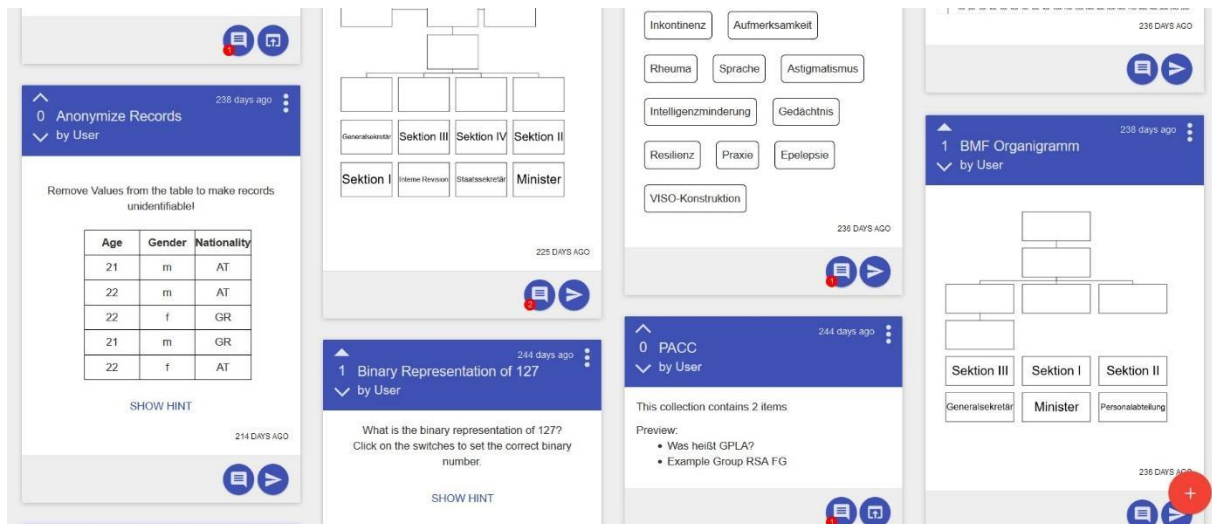 1
238 days ago
0 Anonymize Records
by User
Remove Values from the table to make records
unidentifiable!
Age Gender Nationality
21 m AT
22 m AT
22 f GR
21 m GR
22 f AT
SHOW HINT
214 DAYS AGO
Generalsekretär Sektion III Sektion IV Sektion II
Sektion I Interne Revision Staatssekretär Minister
225 DAYS AGO
2
244 days ago
1 Binary Representation of 127
by User
What is the binary representation of 127?
Click on the switches to set the correct binary
number.
SHOW HINT
Inkontinenz Aufmerksamkeit
Rheuma Sprache Astigmatismus
Intelligenzminderung Gedächtnis
Resilienz Praxie Epelepsie
VISO-Konstruktion
236 DAYS AGO
1
244 days ago
0 PACC
by User
This collection contains 2 items
Preview:
• Was heißt GPLA?
• Example Group RSA FG
1
236 DAYS AGO
238 days ago
1 BMF Organigramm
by User
Sektion III Sektion I Sektion II
Generalsekretär Minister Personalabteilung
236 DAYS AGO
+